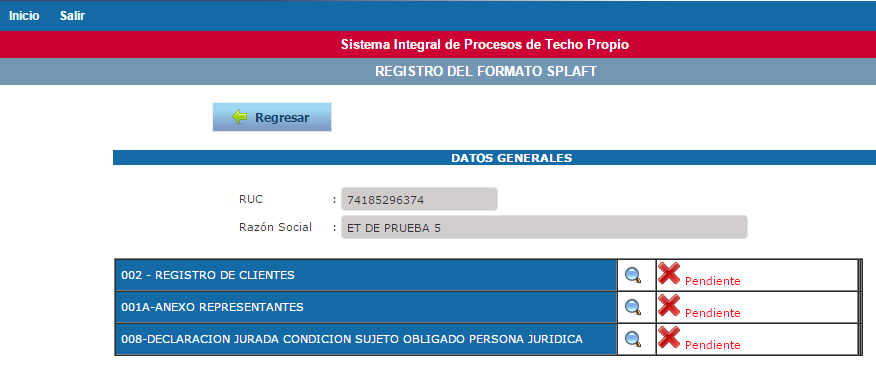 Inicio Salir
Sistema Integral de Procesos de Techo Propio
REGISTRO DEL FORMATO SPLAFT
Regresar
DATOS GENERALES
RUC : 74185296374
Razón Social : ET DE PRUEBA 5
002 - REGISTRO DE CLIENTES Pendiente
001A-ANEXO REPRESENTANTES Pendiente
008-DECLARACION JURADA CONDICION SUJETO OBLIGADO PERSONA JURIDICA Pendiente